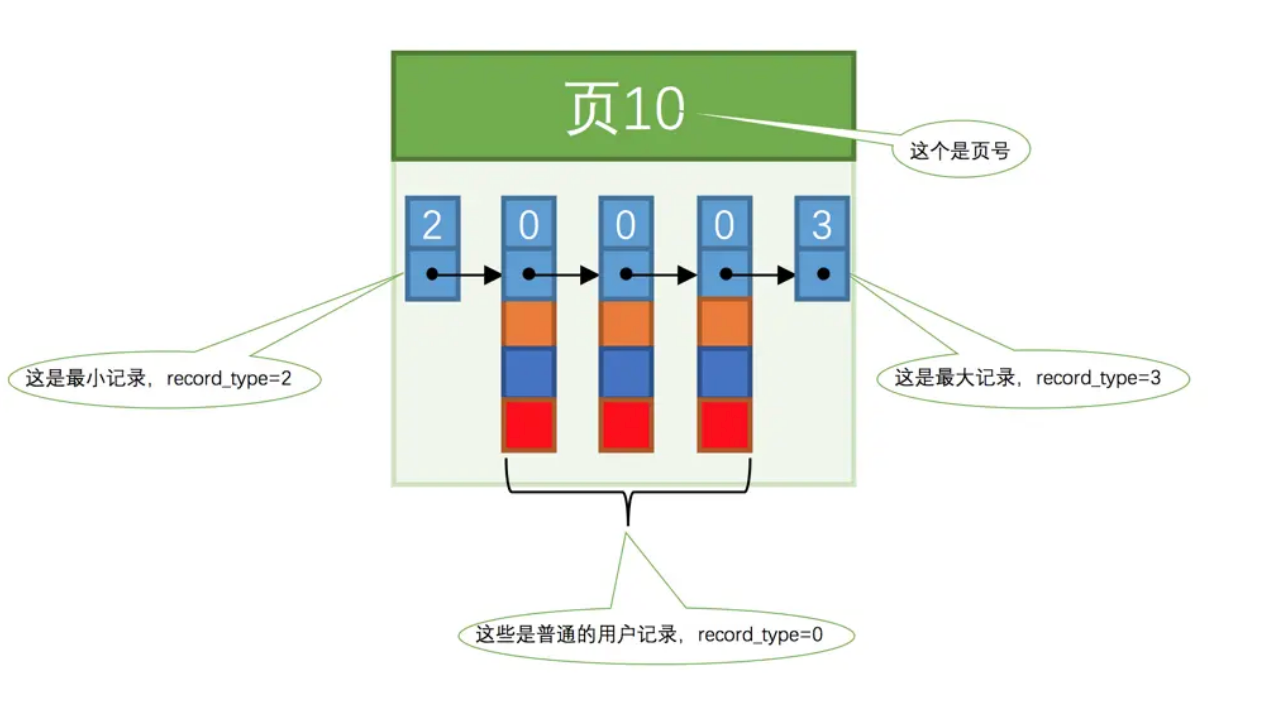 页10
这个是页号
2 0 0 0 3
这是最小记录，record_type=2
这是最大记录，record_type=3
这些是普通的用户记录，record_type=0